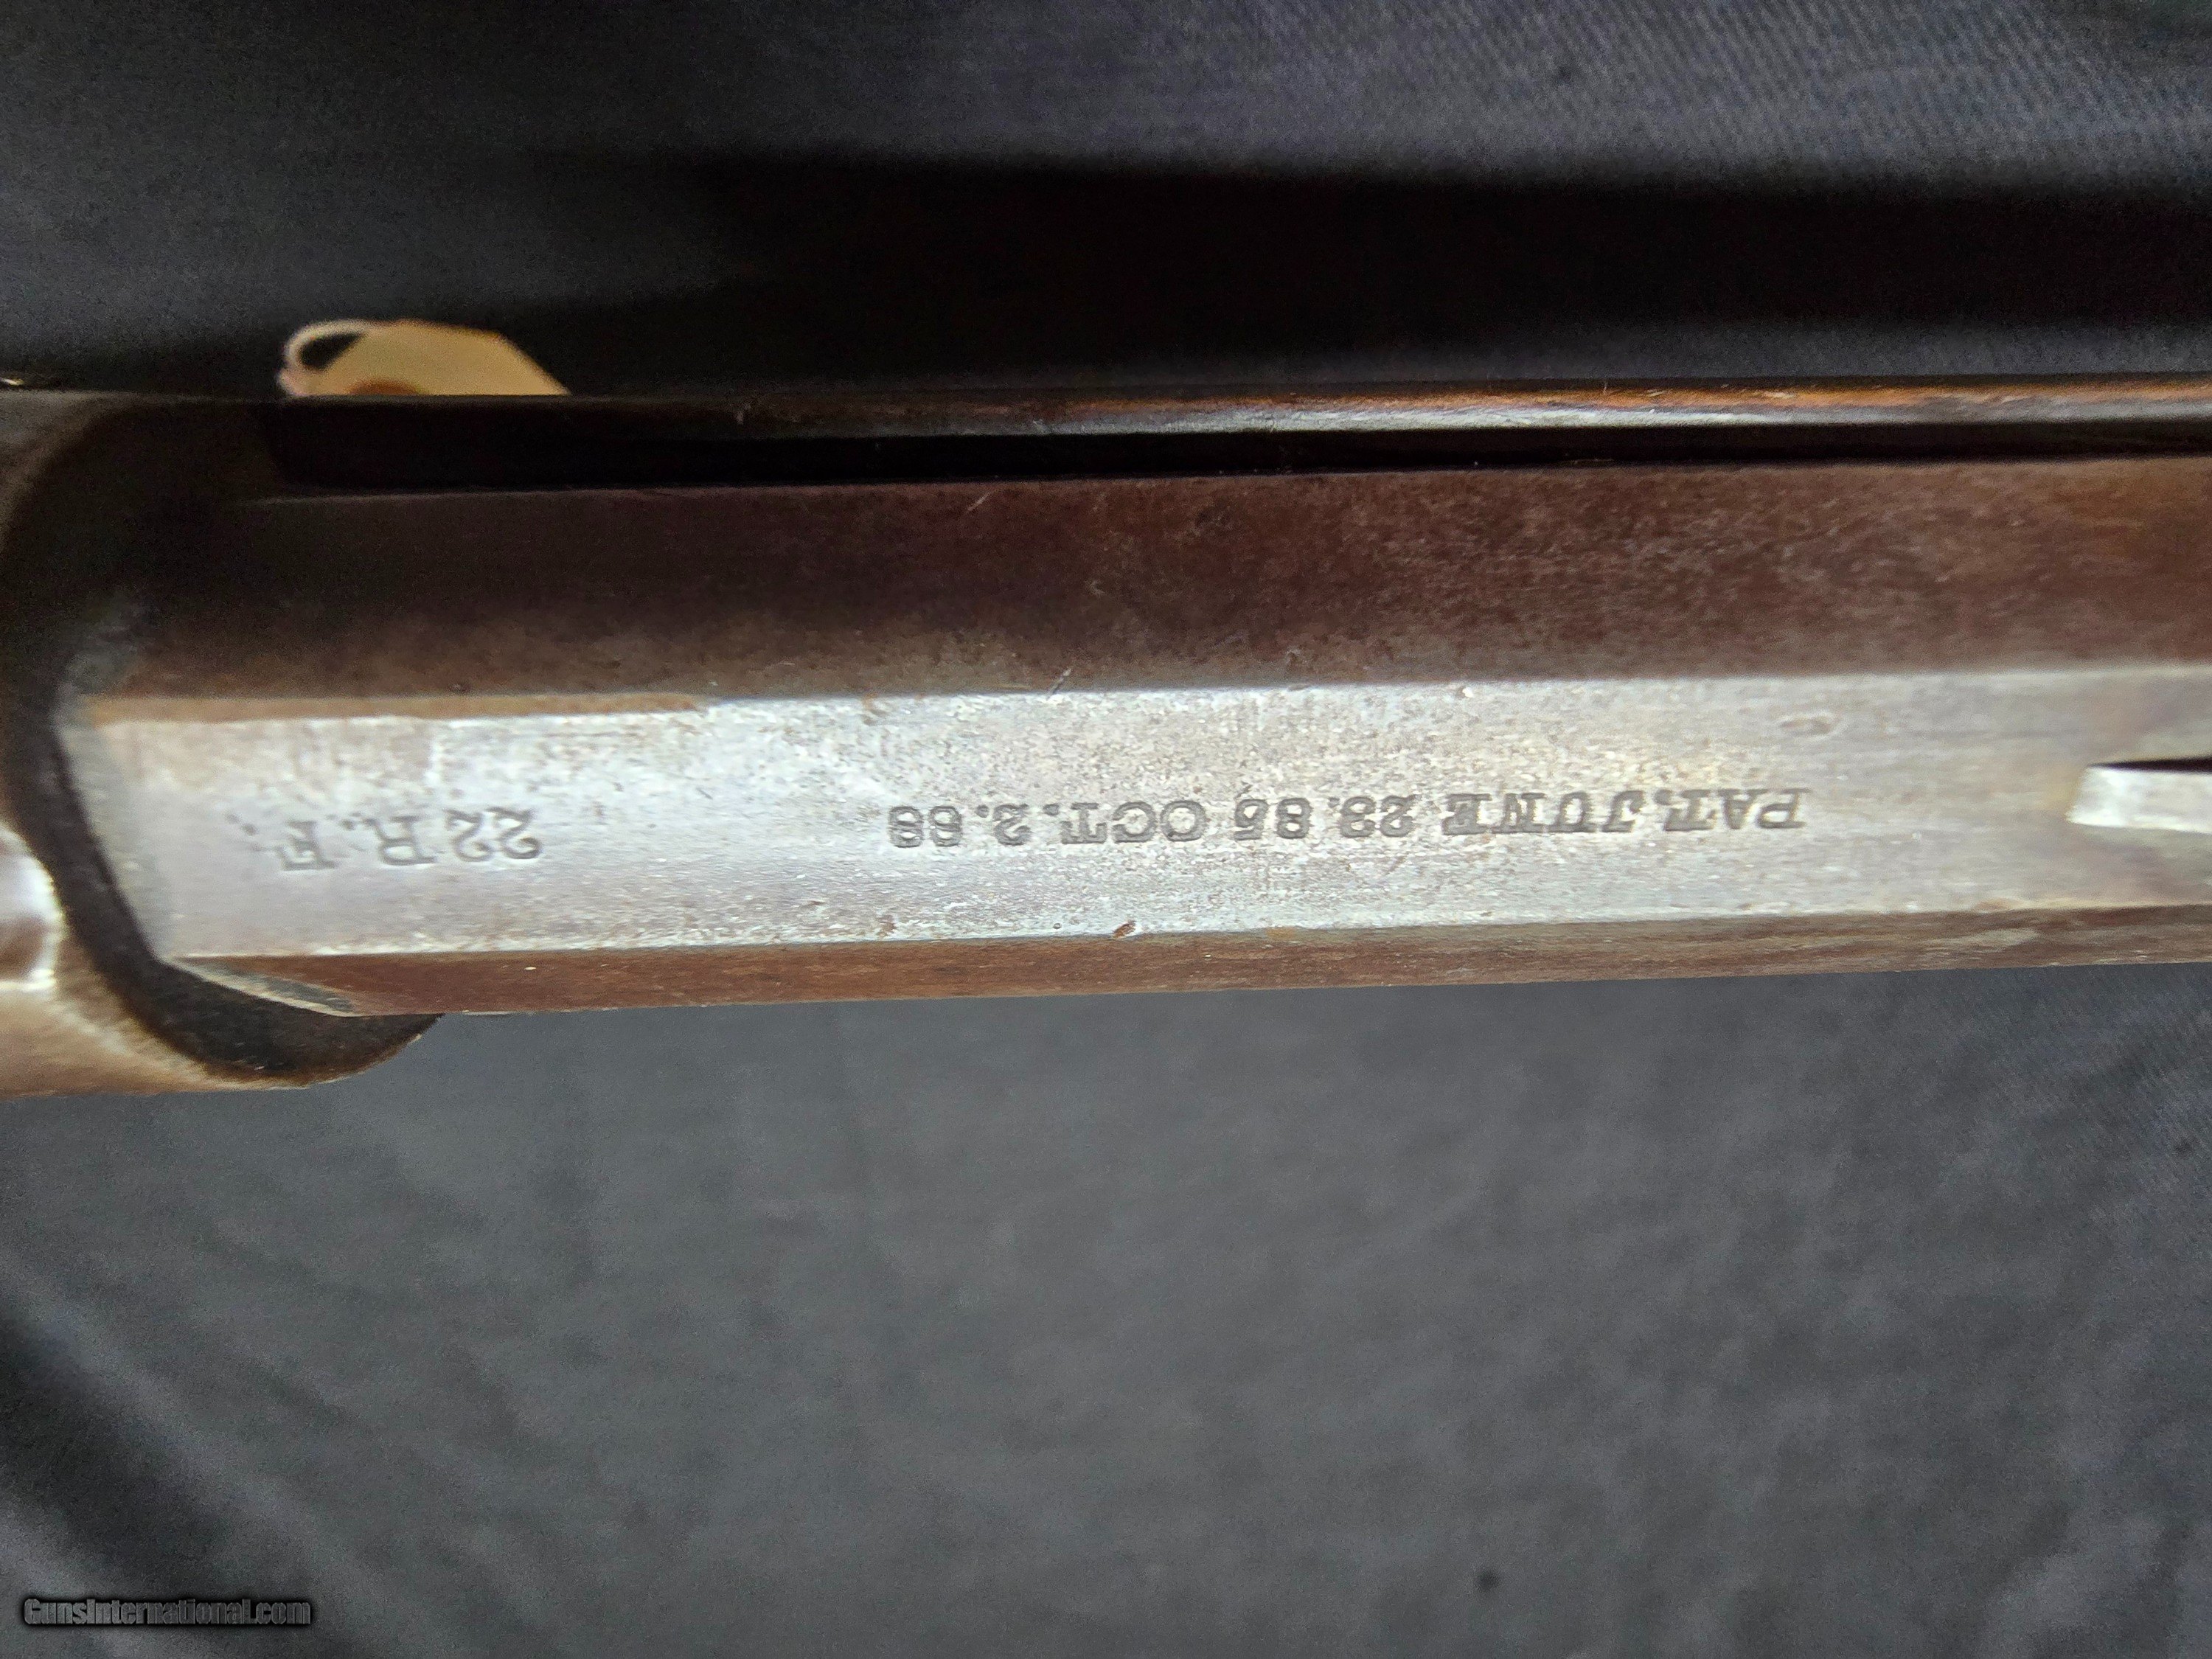 PAT. JUNE 23. 85 OCT. 2. 88
22 R. F.
GunsInternational.com